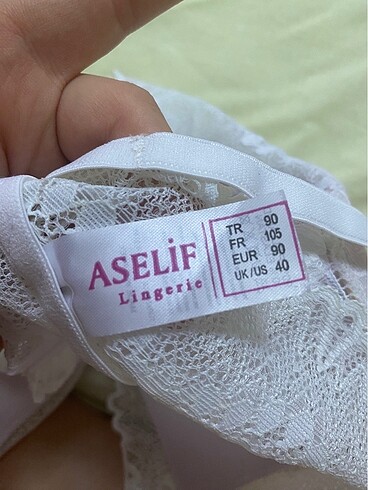 ASELİF
Lingerie
TR 90
FR 105
EUR 90
UK/US 40